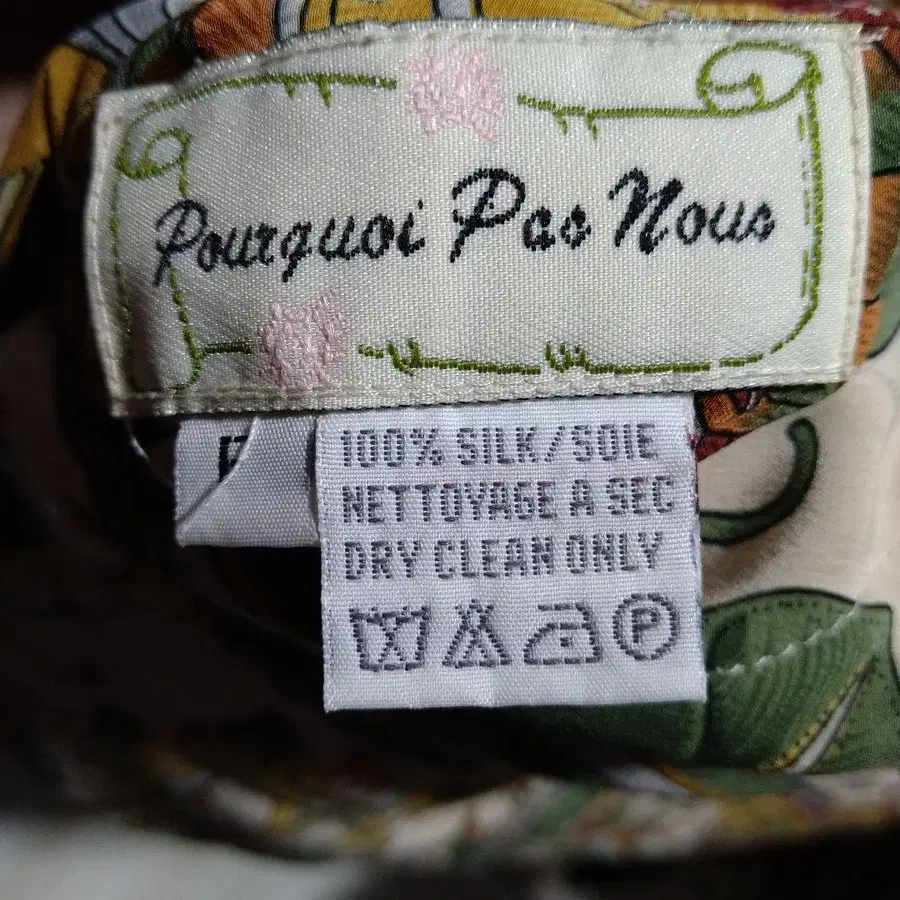 Pourquoi Pas Nous
100% SILK/SOIE
NETTOYAGE A SEC
DRY CLEAN ONLY
P